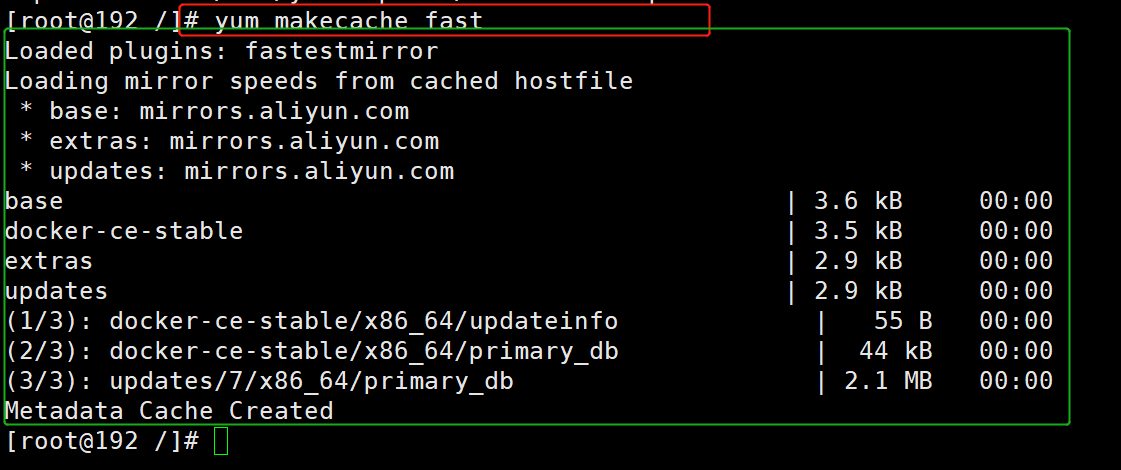 [root@192 /]# yum makecache fast
Loaded plugins: fastestmirror
Loading mirror speeds from cached hostfile
 * base: mirrors.aliyun.com
 * extras: mirrors.aliyun.com
 * updates: mirrors.aliyun.com
base | 3.6 kB 00:00
docker-ce-stable | 3.5 kB 00:00
extras | 2.9 kB 00:00
updates | 2.9 kB 00:00
(1/3): docker-ce-stable/x86_64/updateinfo | 55 B 00:00
(2/3): docker-ce-stable/x86_64/primary_db | 44 kB 00:00
(3/3): updates/7/x86_64/primary_db | 2.1 MB 00:00
Metadata Cache Created
[root@192 /]#